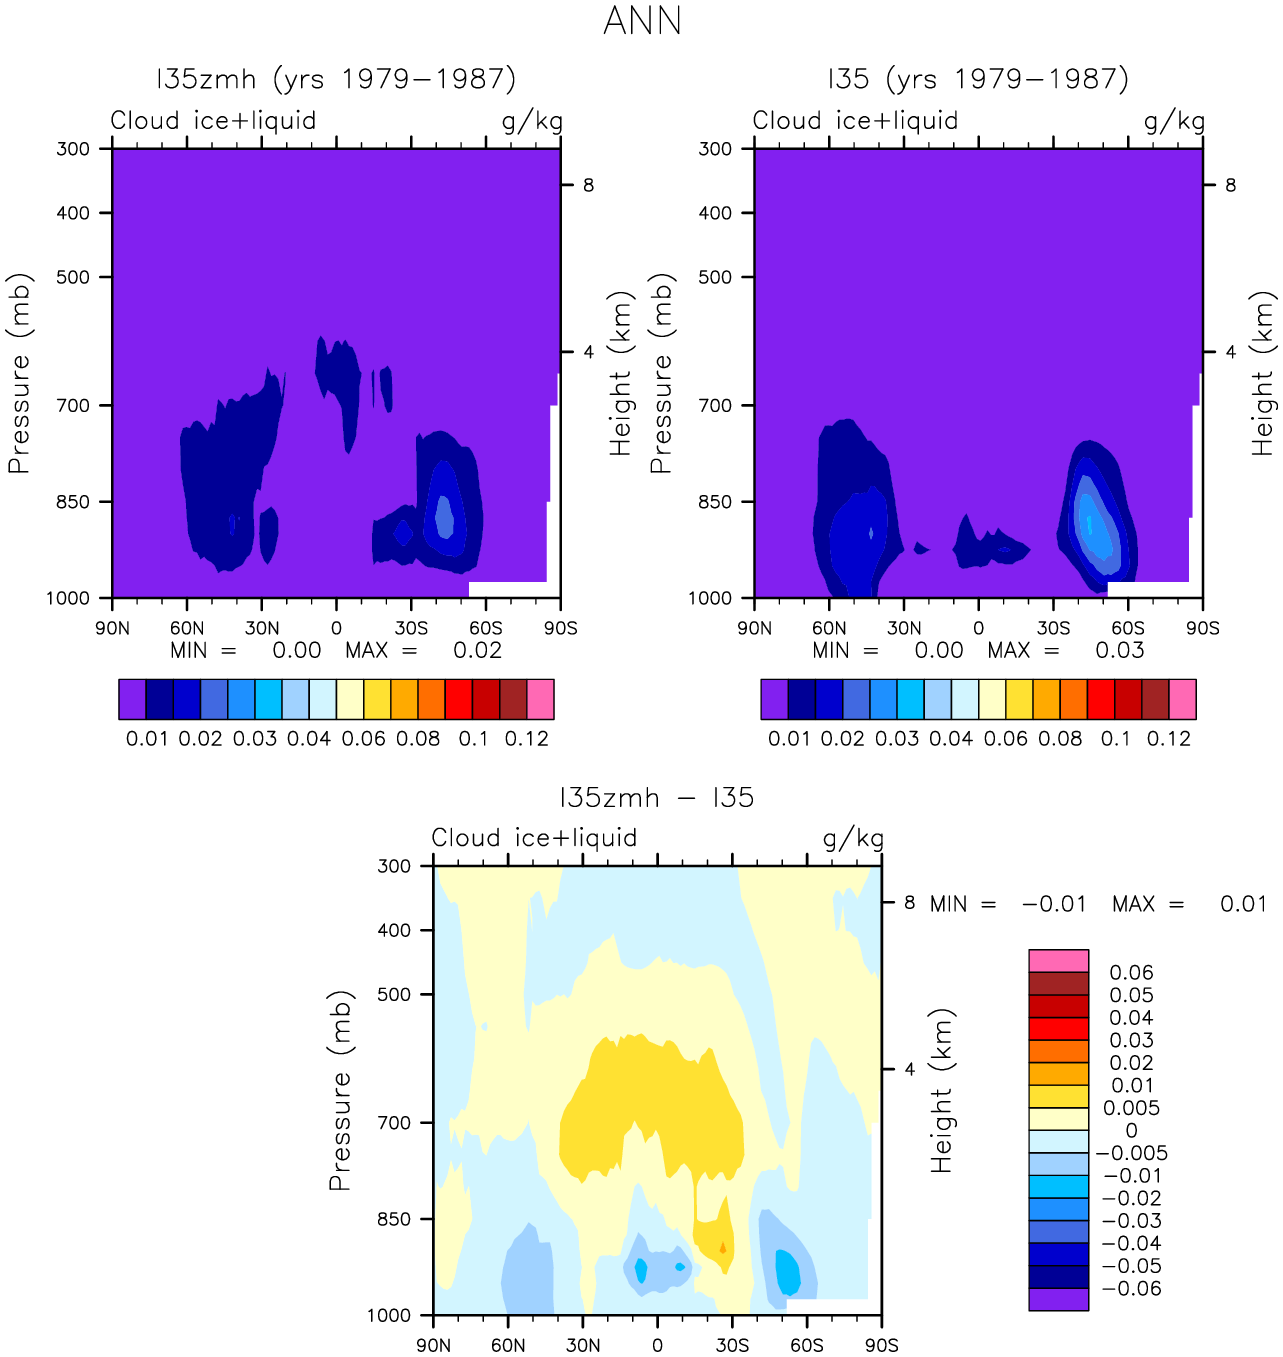 ANN
I35zmh (yrs 1979-1987)
Cloud ice+liquid g/kg
300
400
500
700
850
1000
Pressure (mb)
8
4
Height (km)
90N 60N 30N 0 30S 60S 90S
MIN = 0.00 MAX = 0.02
0.01 0.02 0.03 0.04 0.06 0.08 0.1 0.12
I35 (yrs 1979-1987)
Cloud ice+liquid g/kg
300
400
500
700
850
1000
Pressure (mb)
8
4
Height (km)
90N 60N 30N 0 30S 60S 90S
MIN = 0.00 MAX = 0.03
0.01 0.02 0.03 0.04 0.06 0.08 0.1 0.12
I35zmh - I35
Cloud ice+liquid g/kg
300
400
500
700
850
1000
Pressure (mb)
8
4
Height (km)
90N 60N 30N 0 30S 60S 90S
MIN = -0.01 MAX = 0.01
0.06
0.05
0.04
0.03
0.02
0.01
0.005
0
-0.005
-0.01
-0.02
-0.03
-0.04
-0.05
-0.06